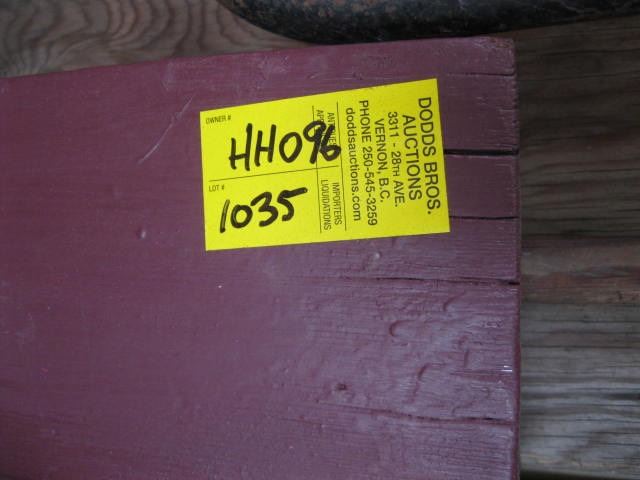 DODDS BROS.
AUCTIONS
3311 - 28TH AVE.
VERNON, B.C.
PHONE 250-545-3259
doddsauctions.com
IMPORTERS
LIQUIDATIONS
OWNER #
HH096
LOT #
1035